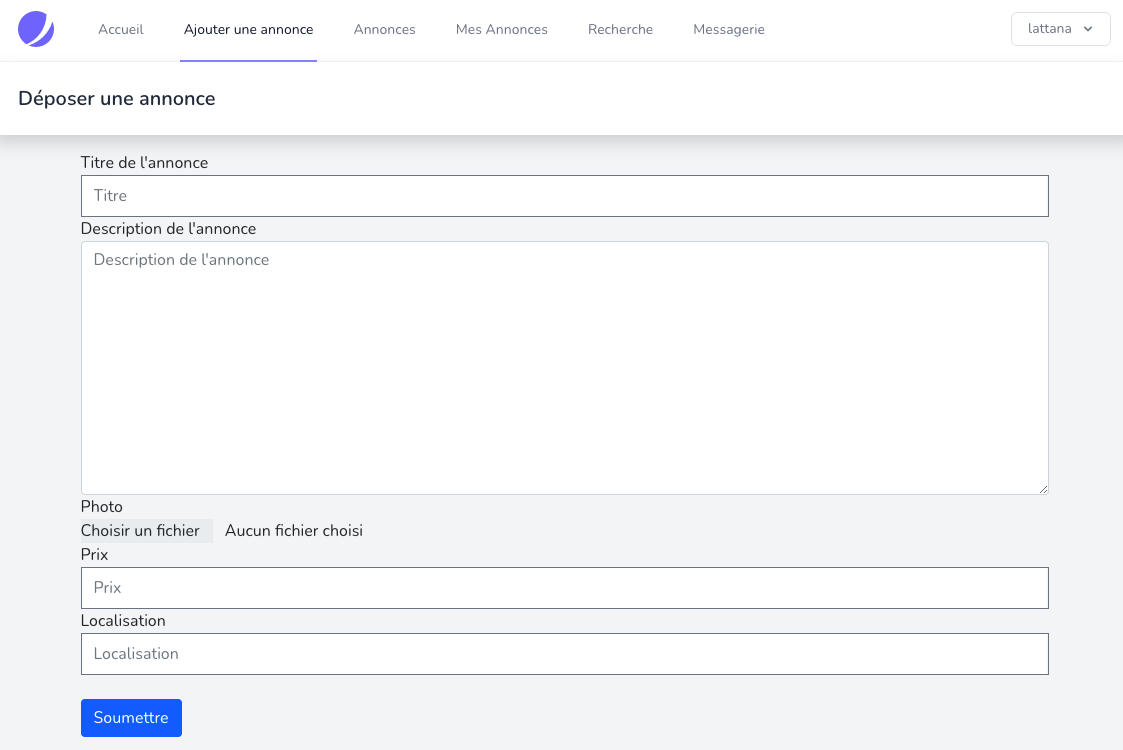 Accueil Ajouter une annonce Annonces Mes Annonces Recherche Messagerie lattana
Déposer une annonce
Titre de l'annonce
Titre
Description de l'annonce
Description de l'annonce
Photo
Choisir un fichier Aucun fichier choisi
Prix
Prix
Localisation
Localisation
Soumettre